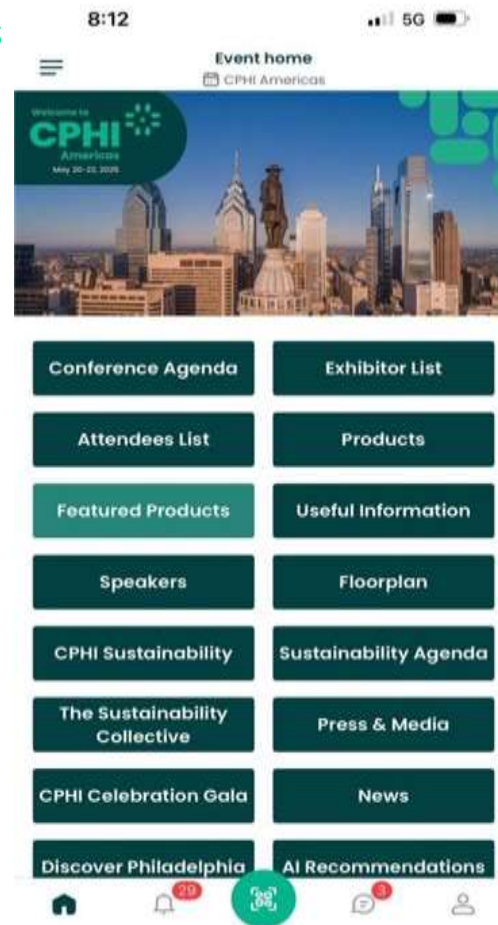 s
8:12
5G
Event home
CPHI Americas
Welcome to
CPHI
Americas
May 20-22, 2025
Conference Agenda
Exhibitor List
Attendees List
Products
Featured Products
Useful Information
Speakers
Floorplan
CPHI Sustainability
Sustainability Agenda
The Sustainability
Collective
Press & Media
CPHI Celebration Gala
News
Discover Philadelphia
AI Recommendations
29
3